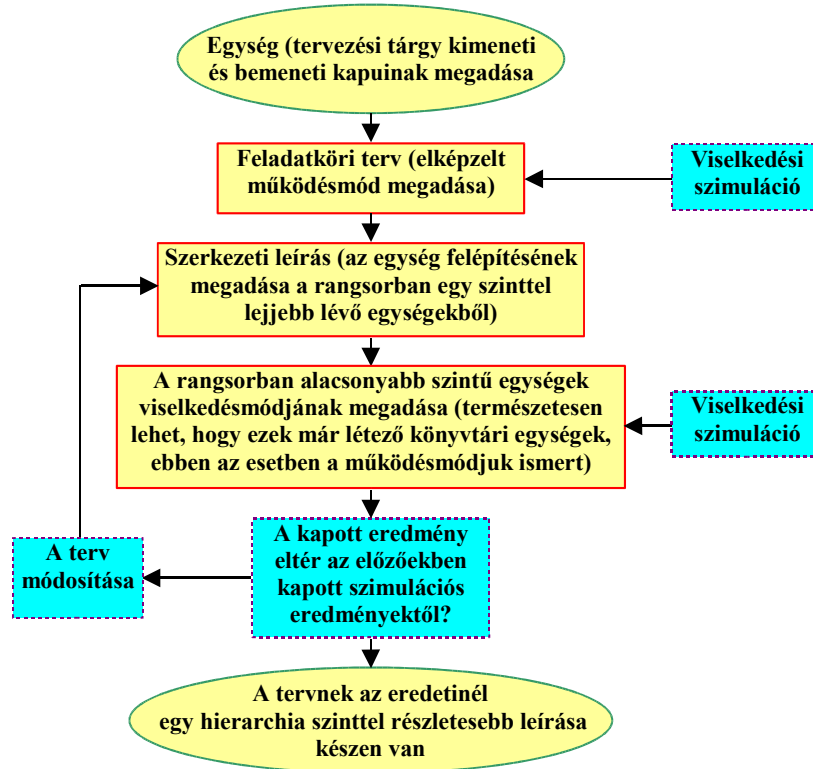 Egység (tervezési tárgy kimeneti
és bemeneti kapuinak megadása
Feladatköri terv (elképzelt
működésmód megadása)
Viselkedési
szimuláció
Szerkezeti leírás (az egység felépítésének
megadása a rangsorban egy szinttel
lejjebb lévő egységekből)
A rangsorban alacsonyabb szintű egységek
viselkedésmódjának megadása (természetesen
lehet, hogy ezek már létező könyvtári egységek,
ebben az esetben a működésmódjuk ismert)
Viselkedési
szimuláció
A terv
módosítása
A kapott eredmény
eltér az előzőekben
kapott szimulációs
eredményektől?
A tervnek az eredetinél
egy hierarchia szinttel részletesebb leírása
készen van